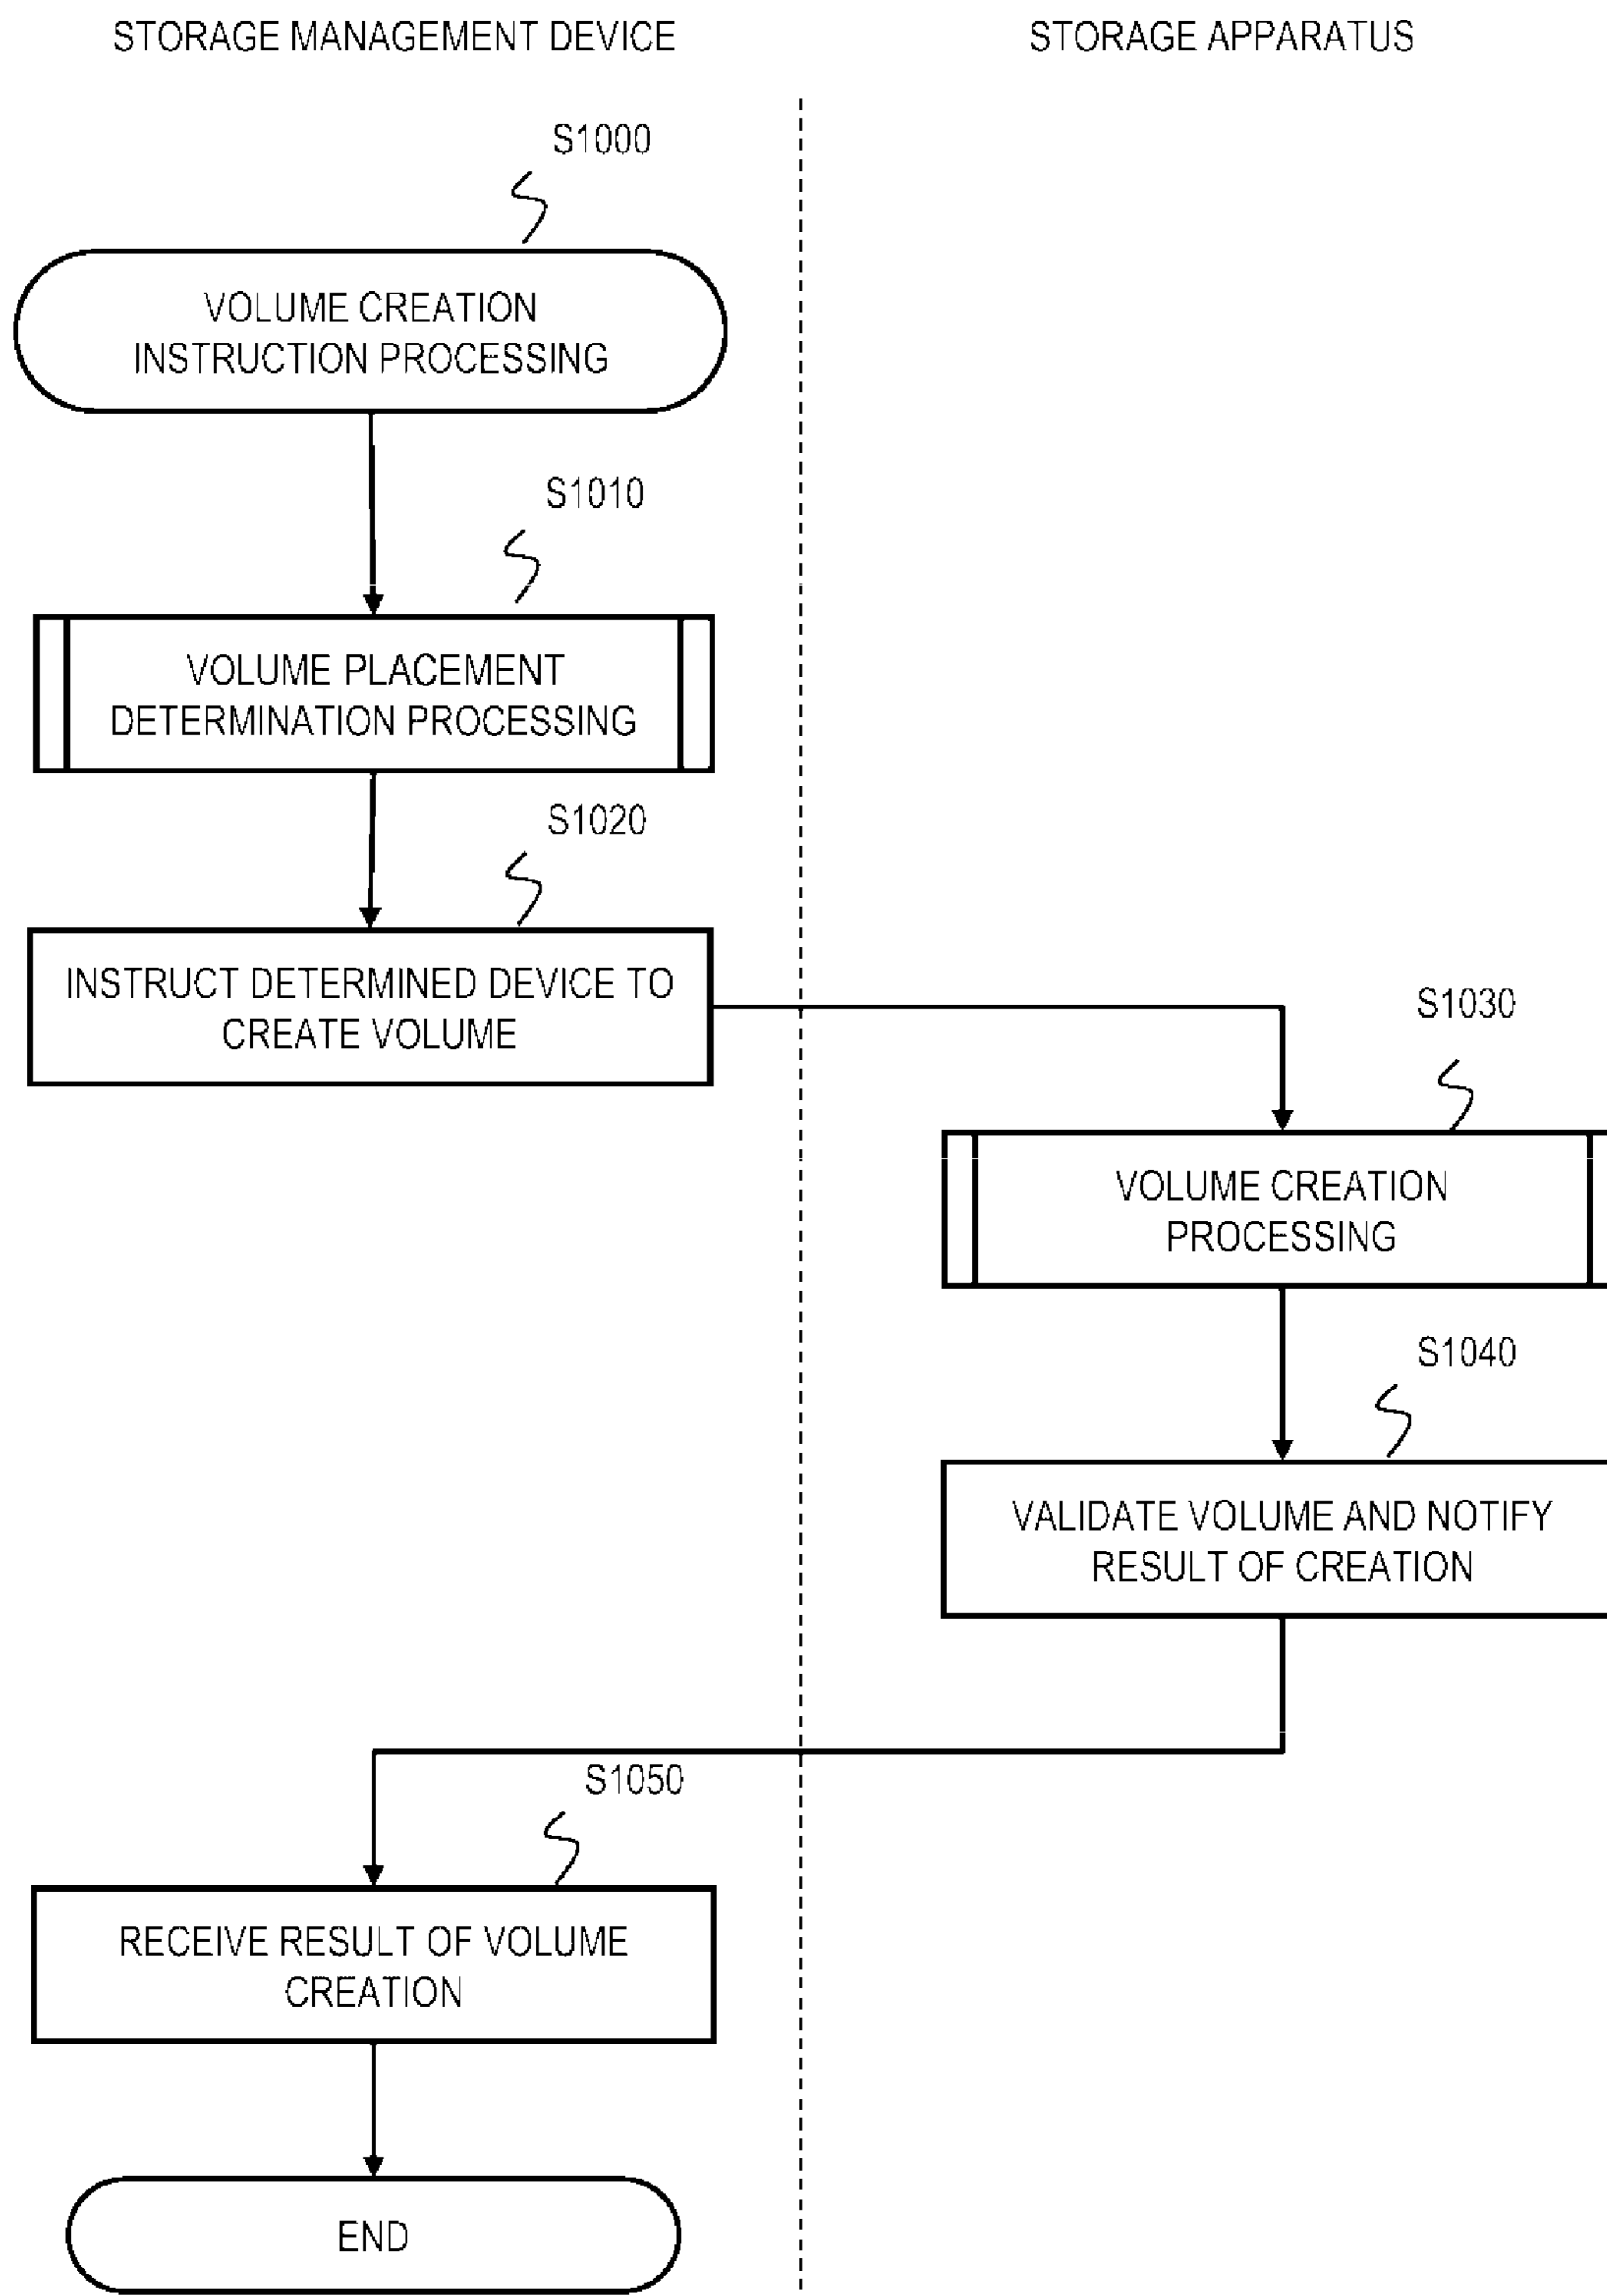 STORAGE MANAGEMENT DEVICE
STORAGE APPARATUS
S1000
VOLUME CREATION
INSTRUCTION PROCESSING
S1010
VOLUME PLACEMENT
DETERMINATION PROCESSING
S1020
INSTRUCT DETERMINED DEVICE TO
CREATE VOLUME
S1030
VOLUME CREATION
PROCESSING
S1040
VALIDATE VOLUME AND NOTIFY
RESULT OF CREATION
S1050
RECEIVE RESULT OF VOLUME
CREATION
END